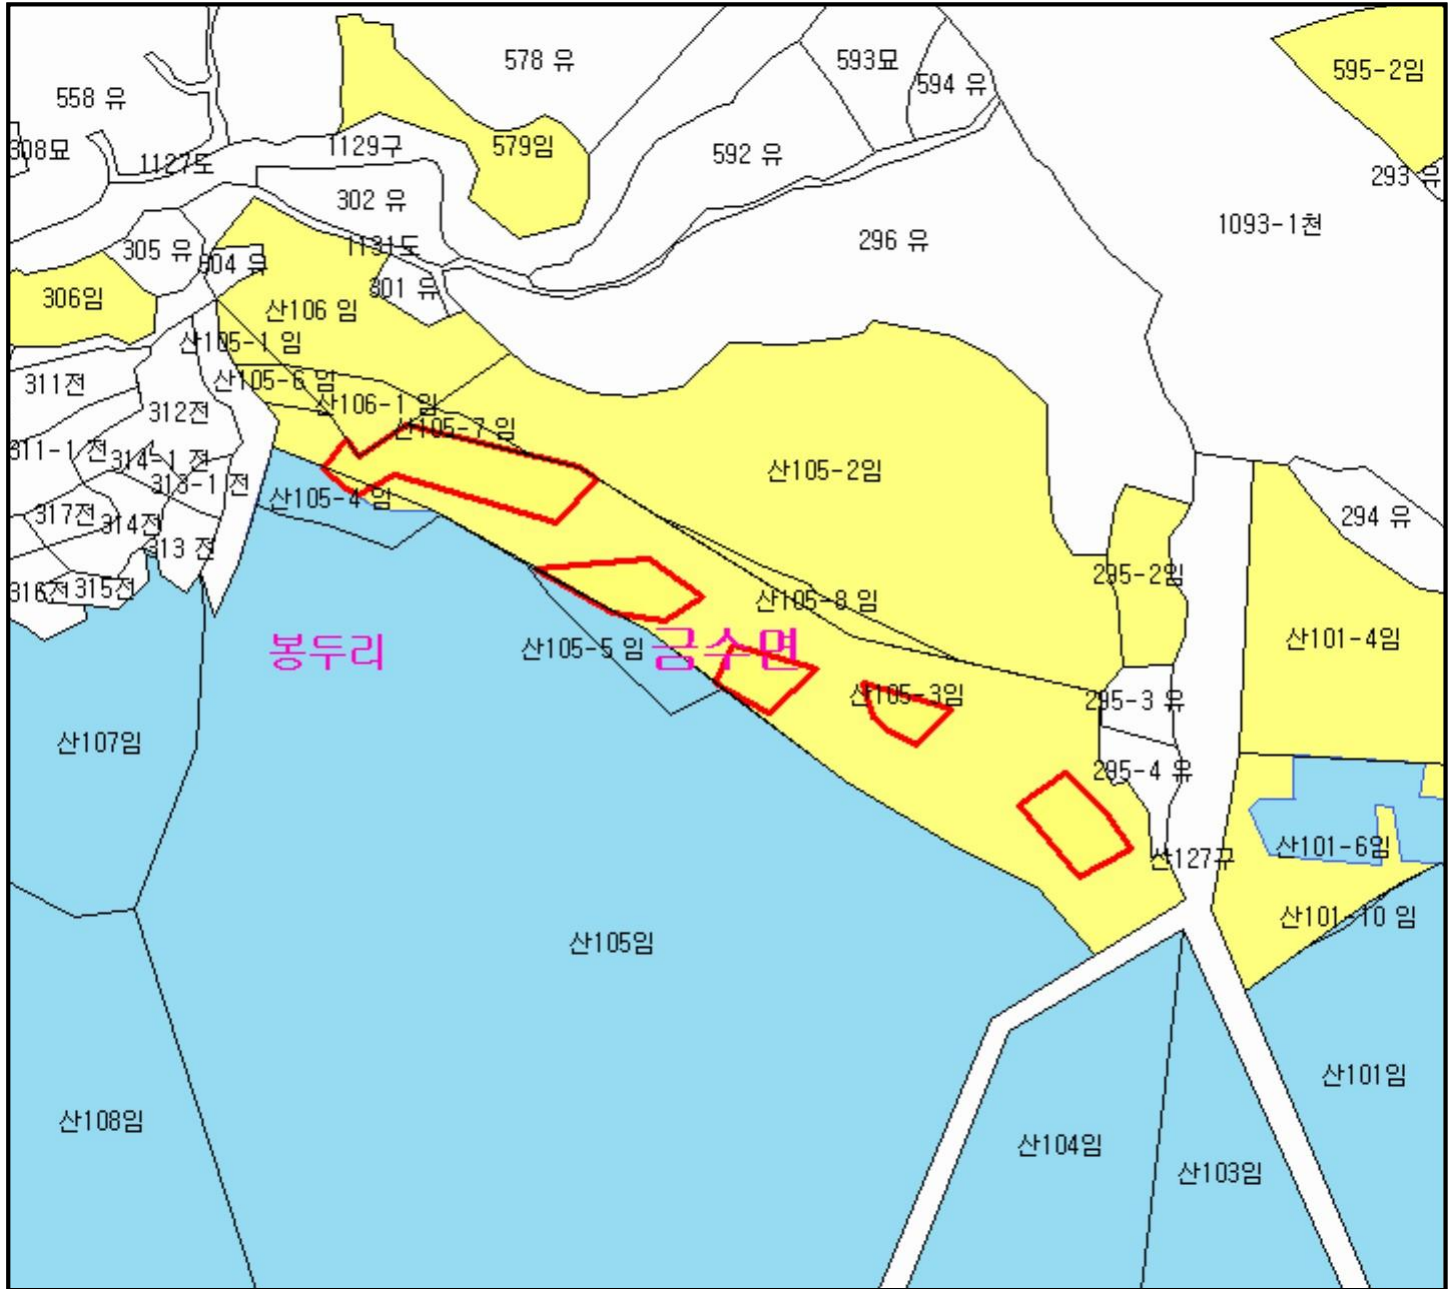 578 유
593묘
594 유
595-2임
558 유
308묘
1127도
1129구
579임
592 유
293 유
302 유
1093-1천
305 유
304 유
1131도
296 유
301 유
306임
산106 임
산105-1 임
311전
산105-6 임
312전
산106-1 임
산105-7 임
311-1 전
314-1 전
313-1 전
산105-2임
산105-4 임
317전
314전
294 유
313 전
295-2임
316전
315전
산105-8 임
산101-4임
봉두리
산105-5 임
금수면
산105-3임
295-3 유
산107임
295-4 유
산101-6임
산127구
산101-10 임
산105임
산101임
산108임
산104임
산103임